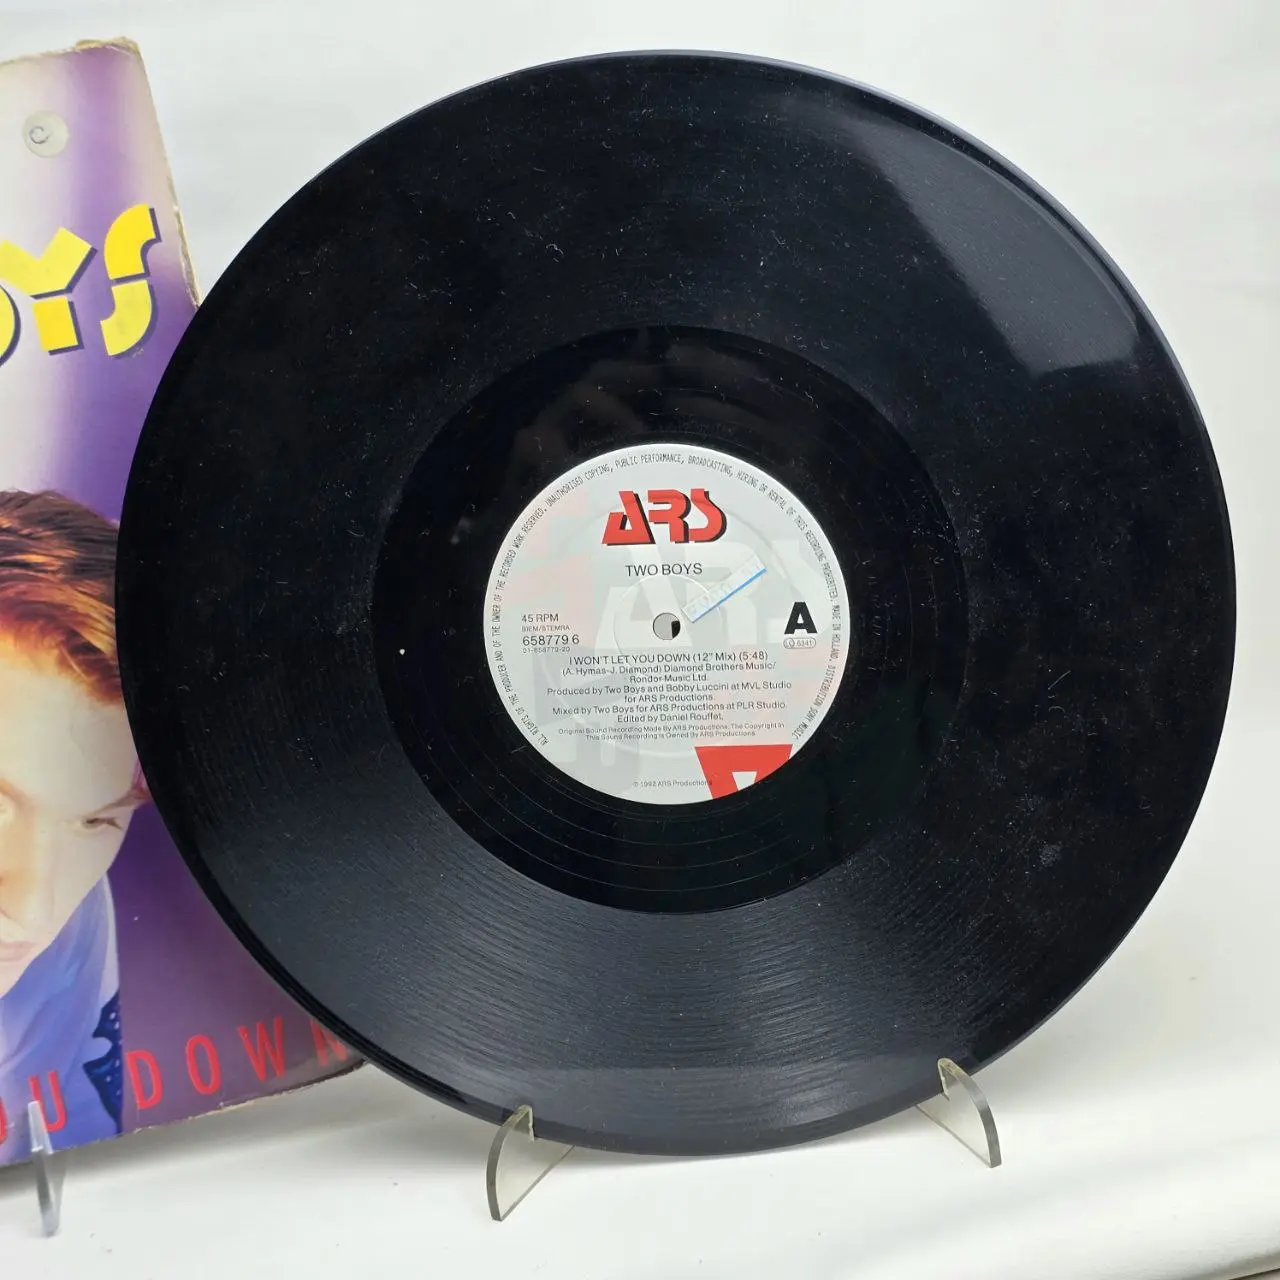 OYS
OU DOWN
ALL RIGHTS OF THE PRODUCER AND OF THE OWNER OF THE RECORDED WORK RESERVED. UNAUTHORISED COPYING, PUBLIC PERFORMANCE, BROADCASTING, HIRING OR RENTAL OF THIS RECORDING PROHIBITED. MADE IN HOLLAND. DISTRIBUTION SONY MUSIC
ARS
TWO BOYS
45 RPM
BIEM/STEMRA
658779 6
01-658779-20
A
LC 6341
I WON'T LET YOU DOWN (12" Mix) (5:48)
(A. Hymas-J. Diamond) Diamond Brothers Music/
Rondor Music Ltd.
Produced by Two Boys and Bobby Luccini at MVL Studio
for ARS Productions.
Mixed by Two Boys for ARS Productions at PLR Studio.
Edited by Daniel Rouffet.
Original Sound Recording Made By ARS Productions. The Copyright In
This Sound Recording is Owned By ARS Productions
℗ 1992 ARS Productions